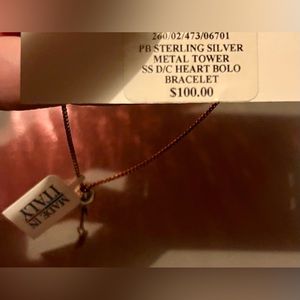 260/02/473/06701
PB STERLING SILVER
METAL TOWER
SS D/C HEART BOLO
BRACELET
$100.00
MADE IN
ITALY